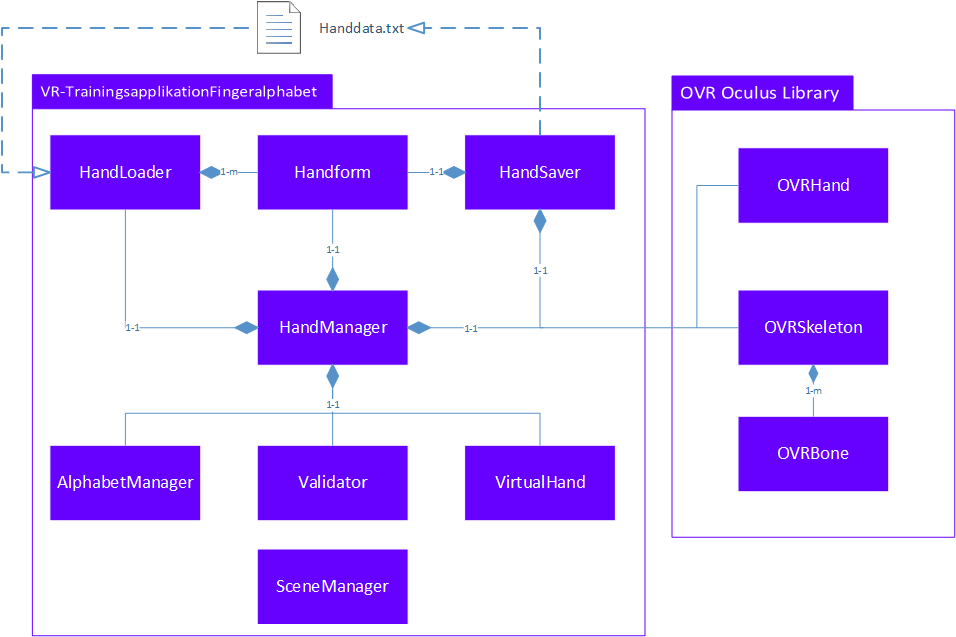 Handdata.txt
VR-TrainingsapplikationFingeralphabet
OVR Oculus Library
HandLoader
1-m
Handform
1-1
HandSaver
OVRHand
1-1
1-1
1-1
HandManager
1-1
OVRSkeleton
1-m
1-1
OVRBone
AlphabetManager
Validator
VirtualHand
SceneManager